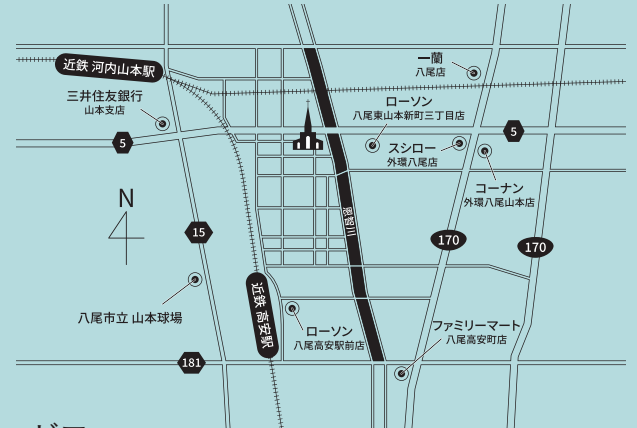 一蘭
八尾店
近鉄 河内山本駅
三井住友銀行
山本支店
ローソン
八尾東山本新町三丁目店
5
5
スシロー
外環八尾店
コーナン
外環八尾山本店
N
恩智川
15
170
170
近鉄 高安駅
八尾市立 山本球場
ローソン
八尾高安駅前店
ファミリーマート
八尾高安町店
181